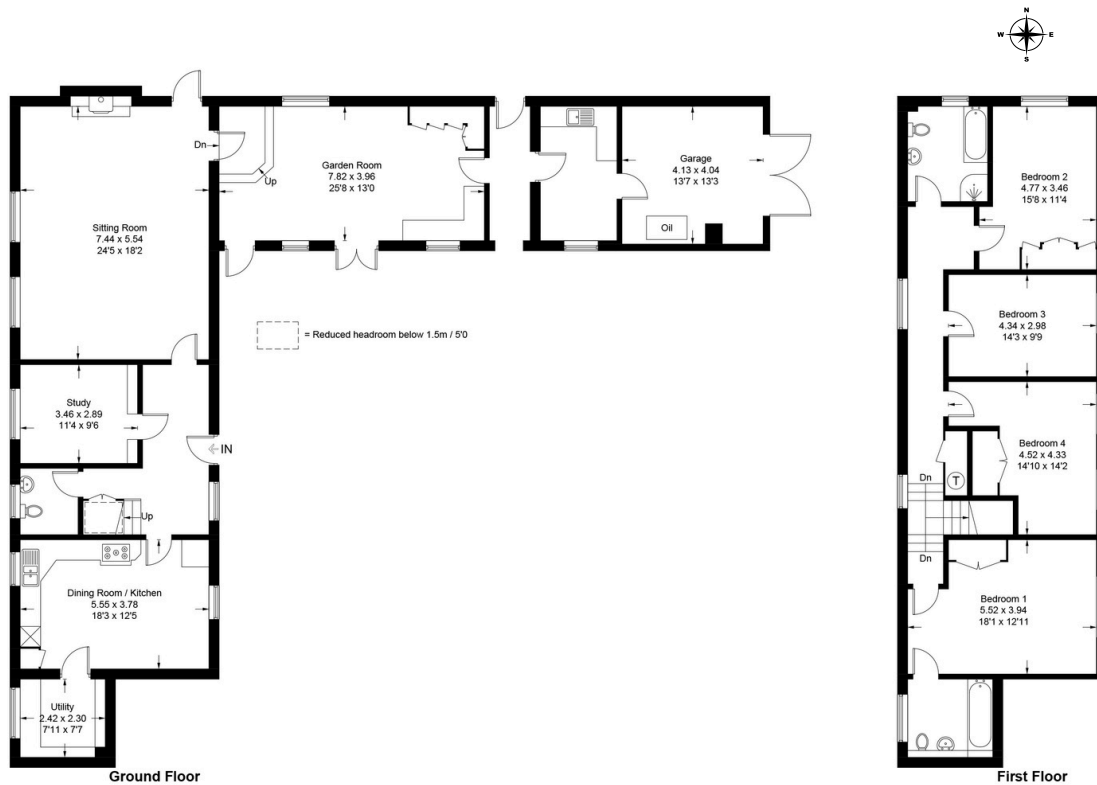 N
W E
S
Dn
Up
Garden Room
7.82 x 3.96
25'8 x 13'0
Garage
4.13 x 4.04
13'7 x 13'3
Oil
Sitting Room
7.44 x 5.54
24'5 x 18'2
= Reduced headroom below 1.5m / 5'0
Study
3.46 x 2.89
11'4 x 9'6
IN
Up
Dining Room / Kitchen
5.55 x 3.78
18'3 x 12'5
Utility
2.42 x 2.30
7'11 x 7'7
Ground Floor
Bedroom 2
4.77 x 3.46
15'8 x 11'4
Bedroom 3
4.34 x 2.98
14'3 x 9'9
Bedroom 4
4.52 x 4.33
14'10 x 14'2
Dn
T
Dn
Bedroom 1
5.52 x 3.94
18'1 x 12'11
First Floor